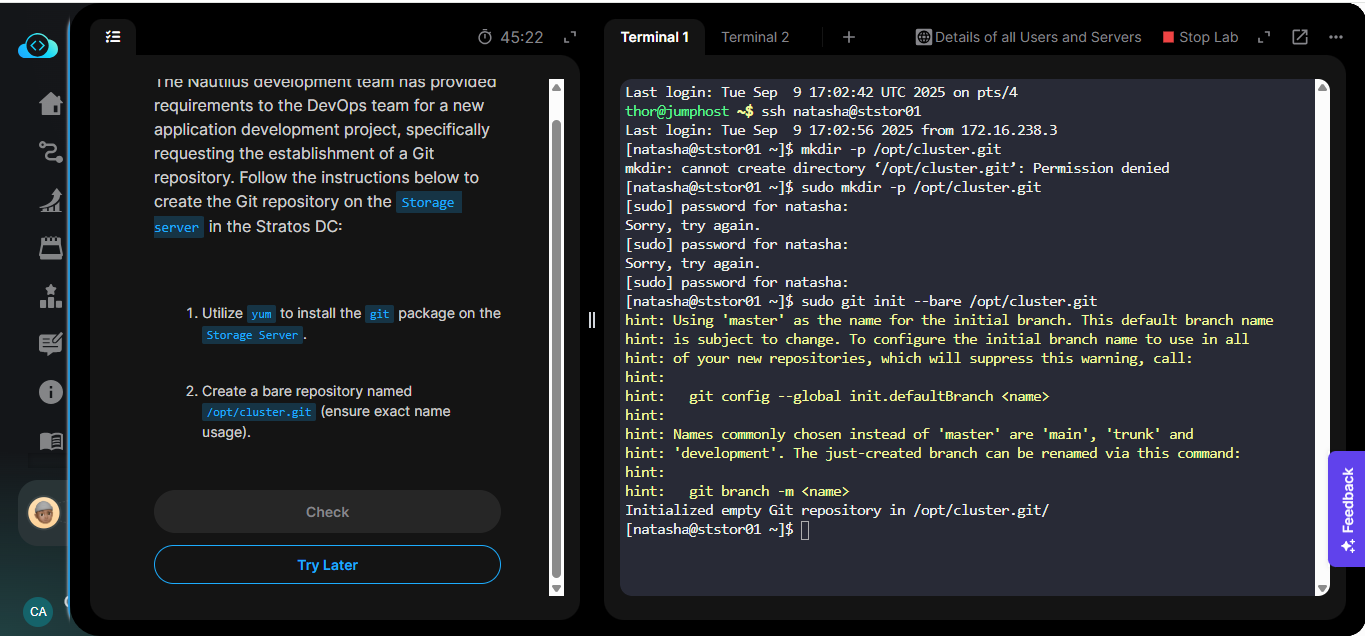 45:22
The Nautilus development team has provided
requirements to the DevOps team for a new
application development project, specifically
requesting the establishment of a Git
repository. Follow the instructions below to
create the Git repository on the Storage
server in the Stratos DC:
1. Utilize yum to install the git package on the
Storage Server.
2. Create a bare repository named
/opt/cluster.git (ensure exact name
usage).
Check
Try Later
CA
Terminal 1 Terminal 2 + Details of all Users and Servers Stop Lab
Last login: Tue Sep  9 17:02:42 UTC 2025 on pts/4
thor@jumphost ~$ ssh natasha@ststor01
Last login: Tue Sep  9 17:02:56 2025 from 172.16.238.3
[natasha@ststor01 ~]$ mkdir -p /opt/cluster.git
mkdir: cannot create directory ‘/opt/cluster.git’: Permission denied
[natasha@ststor01 ~]$ sudo mkdir -p /opt/cluster.git
[sudo] password for natasha:
Sorry, try again.
[sudo] password for natasha:
Sorry, try again.
[sudo] password for natasha:
[natasha@ststor01 ~]$ sudo git init --bare /opt/cluster.git
hint: Using 'master' as the name for the initial branch. This default branch name
hint: is subject to change. To configure the initial branch name to use in all
hint: of your new repositories, which will suppress this warning, call:
hint:
hint:   git config --global init.defaultBranch <name>
hint:
hint: Names commonly chosen instead of 'master' are 'main', 'trunk' and
hint: 'development'. The just-created branch can be renamed via this command:
hint:
hint:   git branch -m <name>
Initialized empty Git repository in /opt/cluster.git/
[natasha@ststor01 ~]$
Feedback